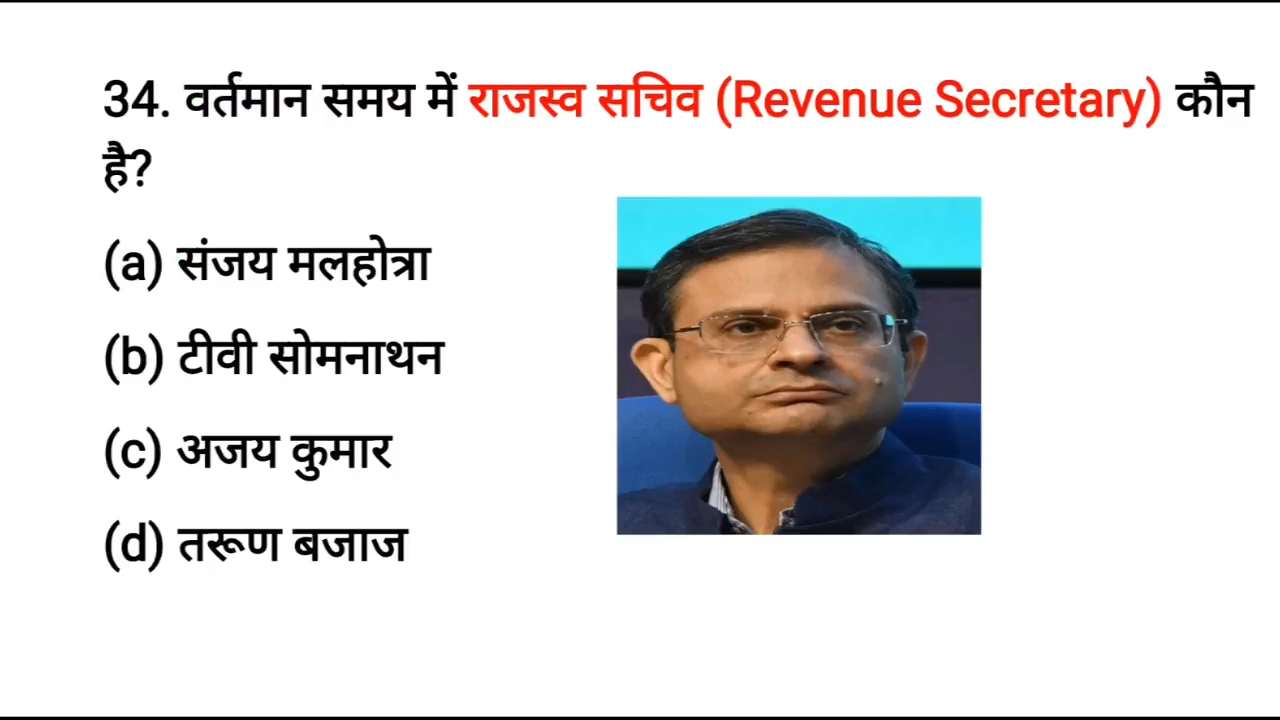 34. वर्तमान समय में राजस्व सचिव (Revenue Secretary) कौन
है?
(a) संजय मलहोत्रा
(b) टीवी सोमनाथन
(c) अजय कुमार
(d) तरूण बजाज